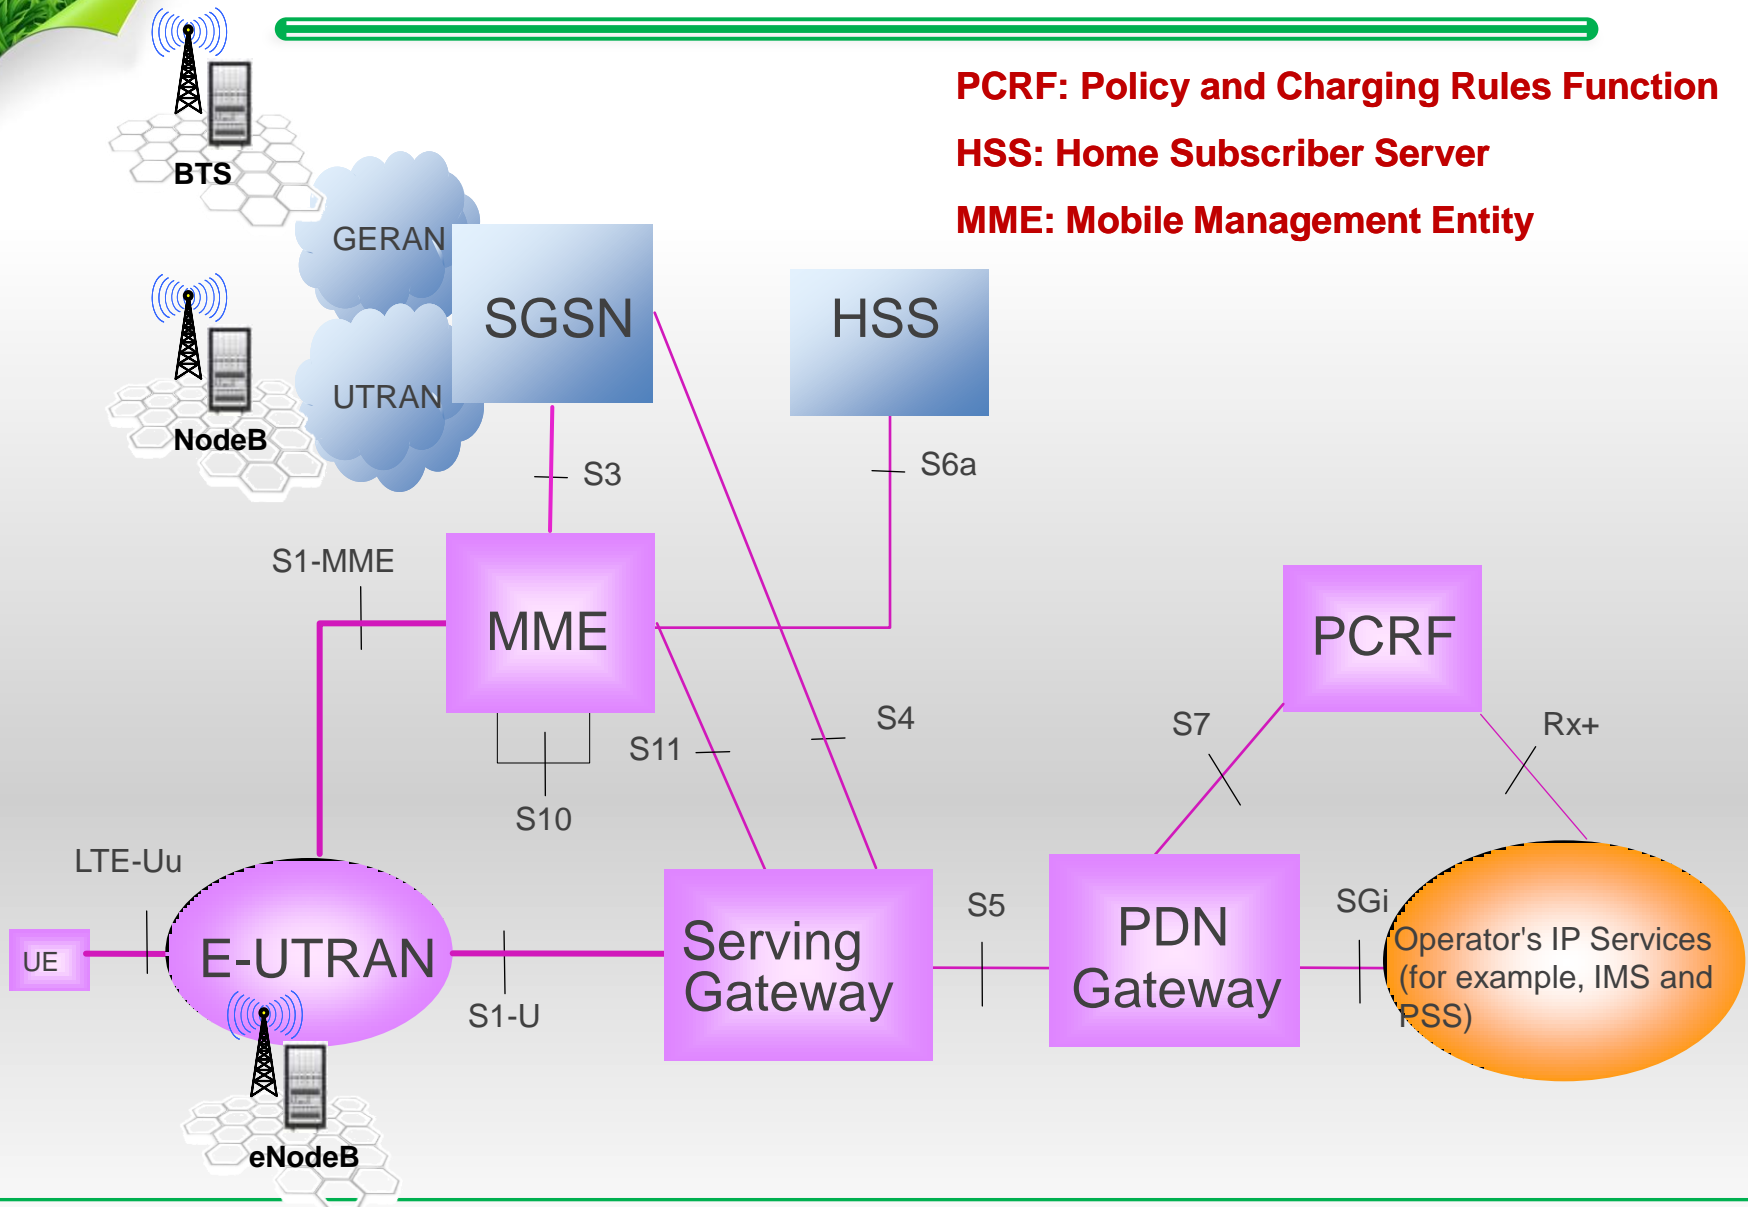 PCRF: Policy and Charging Rules Function
HSS: Home Subscriber Server
MME: Mobile Management Entity
BTS
GERAN
SGSN
HSS
UTRAN
NodeB
S3
S6a
S1-MME
MME
PCRF
S4
S7
Rx+
S11
S10
LTE-Uu
S5
SGi
UE
E-UTRAN
Serving
Gateway
PDN
Gateway
Operator's IP Services
(for example, IMS and
PSS)
S1-U
eNodeB